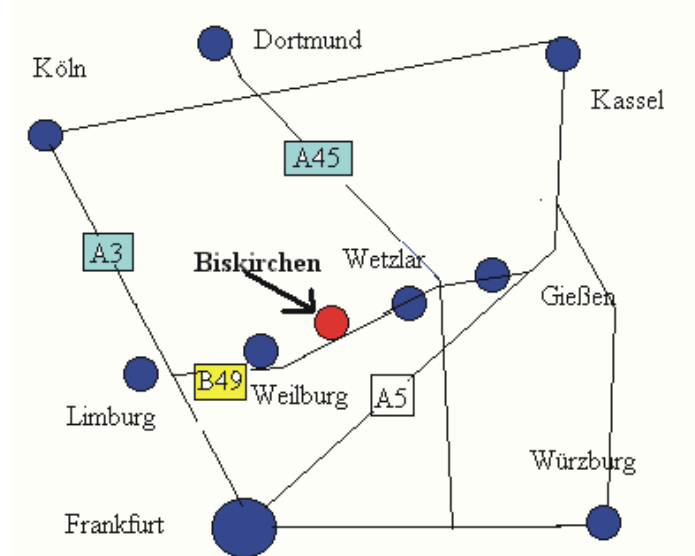 Dortmund
Köln
Kassel
A45
A3
Biskirchen
Wetzlar
Gießen
B49
Weilburg
A5
Limburg
Würzburg
Frankfurt